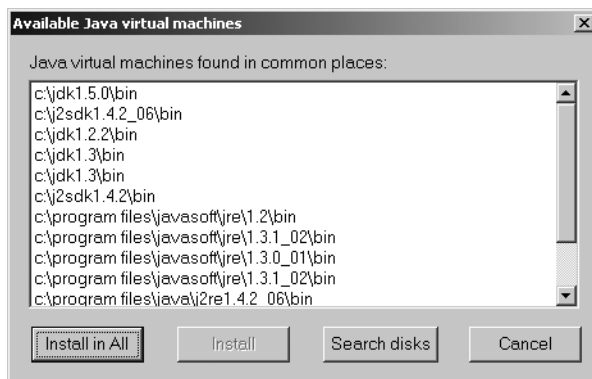 Available Java virtual machines
Java virtual machines found in common places:
c:\jdk1.5.0\bin
c:\j2sdk1.4.2_06\bin
c:\jdk1.2.2\bin
c:\jdk1.3\bin
c:\jdk1.3\bin
c:\j2sdk1.4.2\bin
c:\program files\javasoft\jre\1.2\bin
c:\program files\javasoft\jre\1.3.1_02\bin
c:\program files\javasoft\jre\1.3.0_01\bin
c:\program files\javasoft\jre\1.3.1_02\bin
c:\program files\java\j2re1.4.2_06\bin
Install in All Install Search disks Cancel